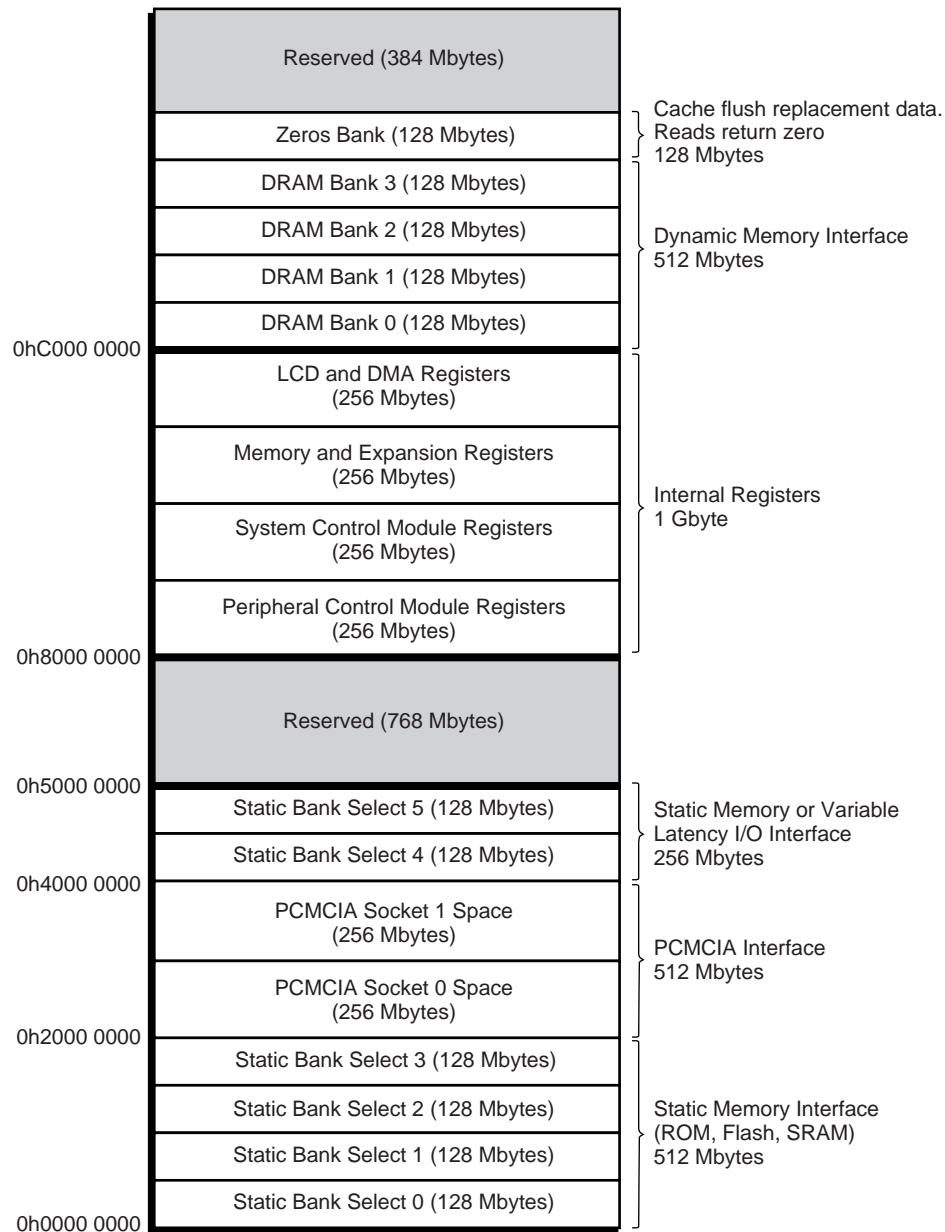 Reserved (384 Mbytes)
Zeros Bank (128 Mbytes)
Cache flush replacement data.
Reads return zero
128 Mbytes
DRAM Bank 3 (128 Mbytes)
DRAM Bank 2 (128 Mbytes)
DRAM Bank 1 (128 Mbytes)
DRAM Bank 0 (128 Mbytes)
Dynamic Memory Interface
512 Mbytes
0hC000 0000
LCD and DMA Registers
(256 Mbytes)
Memory and Expansion Registers
(256 Mbytes)
System Control Module Registers
(256 Mbytes)
Peripheral Control Module Registers
(256 Mbytes)
Internal Registers
1 Gbyte
0h8000 0000
Reserved (768 Mbytes)
0h5000 0000
Static Bank Select 5 (128 Mbytes)
Static Bank Select 4 (128 Mbytes)
Static Memory or Variable
Latency I/O Interface
256 Mbytes
0h4000 0000
PCMCIA Socket 1 Space
(256 Mbytes)
PCMCIA Socket 0 Space
(256 Mbytes)
PCMCIA Interface
512 Mbytes
0h2000 0000
Static Bank Select 3 (128 Mbytes)
Static Bank Select 2 (128 Mbytes)
Static Bank Select 1 (128 Mbytes)
Static Bank Select 0 (128 Mbytes)
Static Memory Interface
(ROM, Flash, SRAM)
512 Mbytes
0h0000 0000